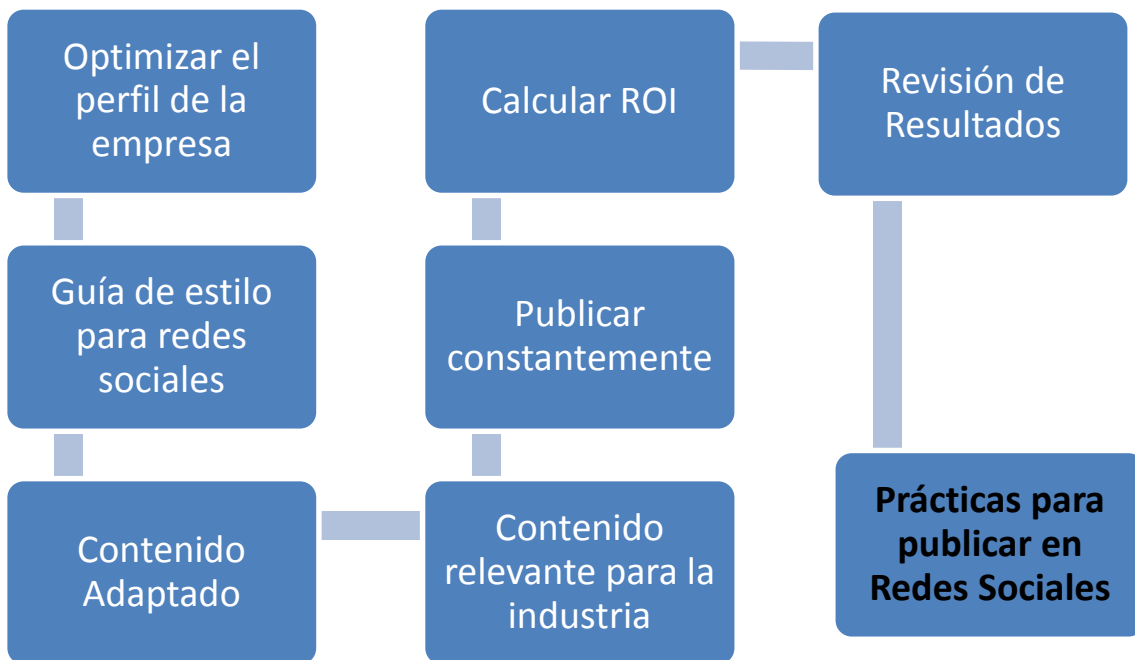 Optimizar el
perfil de la
empresa
Guía de estilo
para redes
sociales
Contenido
Adaptado
Contenido
relevante para la
industria
Publicar
constantemente
Calcular ROI
Revisión de
Resultados
Prácticas para
publicar en
Redes Sociales